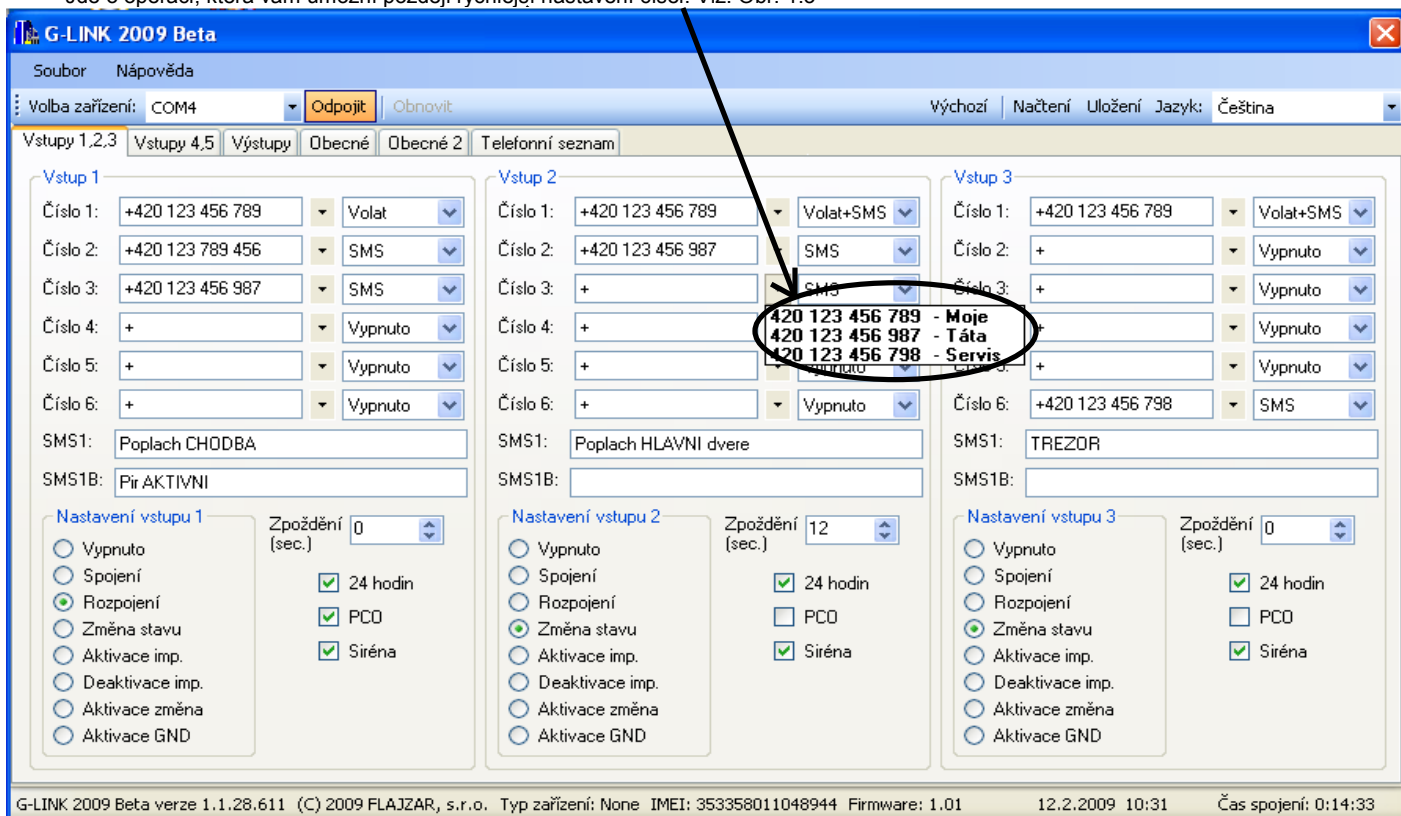 G-LINK 2009 Beta
Soubor Nápověda
Volba zařízení: COM4 Odpojit Obnovit Výchozí Načtení Uložení Jazyk: Čeština
Vstupy 1,2,3 Vstupy 4,5 Výstupy Obecné Obecné 2 Telefonní seznam
Vstup 1
Číslo 1: +420 123 456 789 Volat
Číslo 2: +420 123 789 456 SMS
Číslo 3: +420 123 456 987 SMS
Číslo 4: + Vypnuto
Číslo 5: + Vypnuto
Číslo 6: + Vypnuto
SMS1: Poplach CHODBA
SMS1B: Pir AKTIVNI
Nastavení vstupu 1
Vypnuto
Spojení
Rozpojení
Změna stavu
Aktivace imp.
Deaktivace imp.
Aktivace změna
Aktivace GND
Zpoždění 0
(sec.)
24 hodin
PCO
Siréna
Vstup 2
Číslo 1: +420 123 456 789 Volat+SMS
Číslo 2: +420 123 456 987 SMS
Číslo 3: + SMS
Číslo 4: +
420 123 456 789 - Moje
420 123 456 987 - Táta
420 123 456 798 - Servis
Číslo 5: + Vypnuto
Číslo 6: + Vypnuto
SMS1: Poplach HLAVNI dvere
SMS1B:
Nastavení vstupu 2
Vypnuto
Spojení
Rozpojení
Změna stavu
Aktivace imp.
Deaktivace imp.
Aktivace změna
Aktivace GND
Zpoždění 12
(sec.)
24 hodin
PCO
Siréna
Vstup 3
Číslo 1: +420 123 456 789 Volat+SMS
Číslo 2: + Vypnuto
Číslo 3: + Vypnuto
+ Vypnuto
Číslo 5: + Vypnuto
Číslo 6: +420 123 456 798 SMS
SMS1: TREZOR
SMS1B:
Nastavení vstupu 3
Vypnuto
Spojení
Rozpojení
Změna stavu
Aktivace imp.
Deaktivace imp.
Aktivace změna
Aktivace GND
Zpoždění 0
(sec.)
24 hodin
PCO
Siréna
G-LINK 2009 Beta verze 1.1.28.611 (C) 2009 FLAJZAR, s.r.o. Typ zařízení: None IMEI: 353358011048944 Firmware: 1.01 12.2.2009 10:31 Čas spojení: 0:14:33